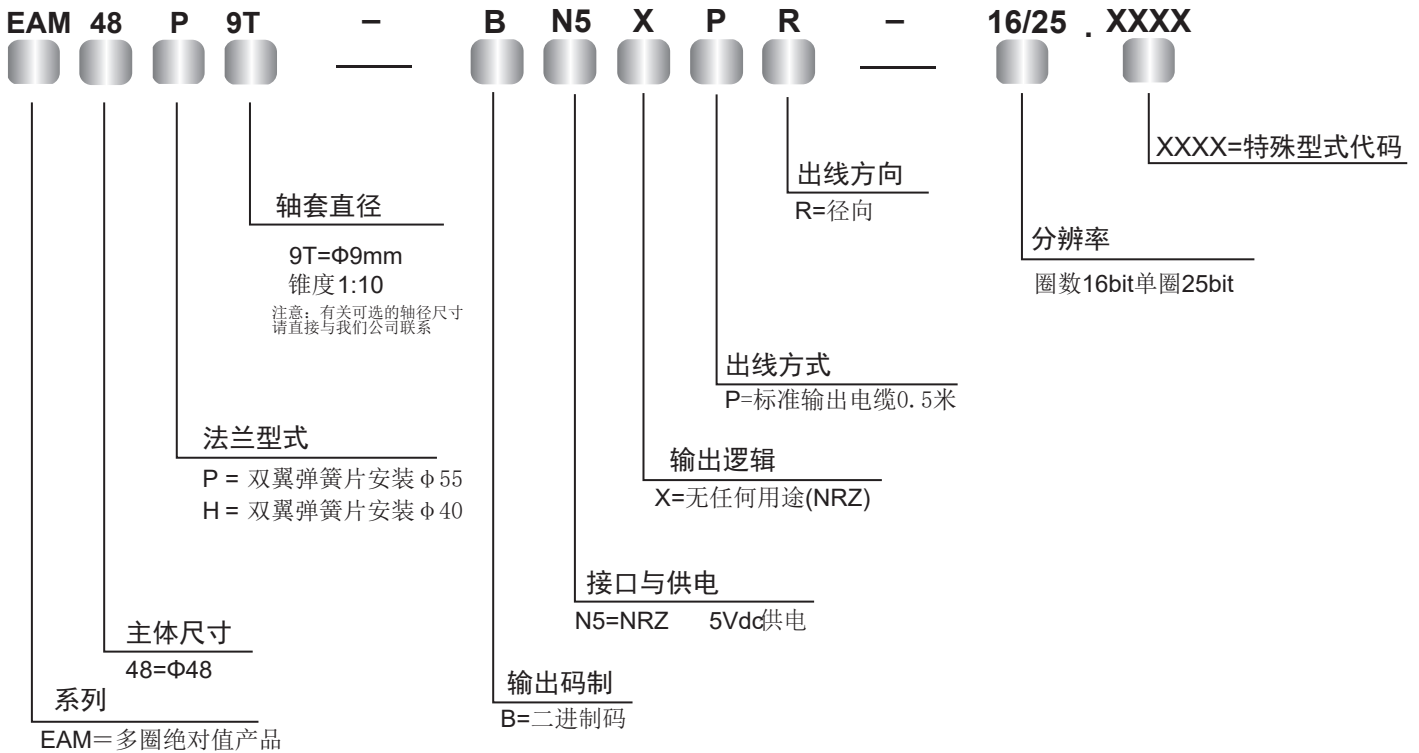 EAM 48 P 9T – B N5 X P R – 16/25 . XXXX
XXXX=特殊型式代码
出线方向
R=径向
轴套直径
9T=Φ9mm
锥度1:10
注意：有关可选的轴径尺寸
请直接与我们公司联系
分辨率
圈数16bit单圈25bit
出线方式
P=标准输出电缆0.5米
法兰型式
P = 双翼弹簧片安装φ55
H = 双翼弹簧片安装φ40
输出逻辑
X=无任何用途(NRZ)
接口与供电
N5=NRZ 5Vdc供电
主体尺寸
48=Φ48
输出码制
B=二进制码
系列
EAM＝多圈绝对值产品